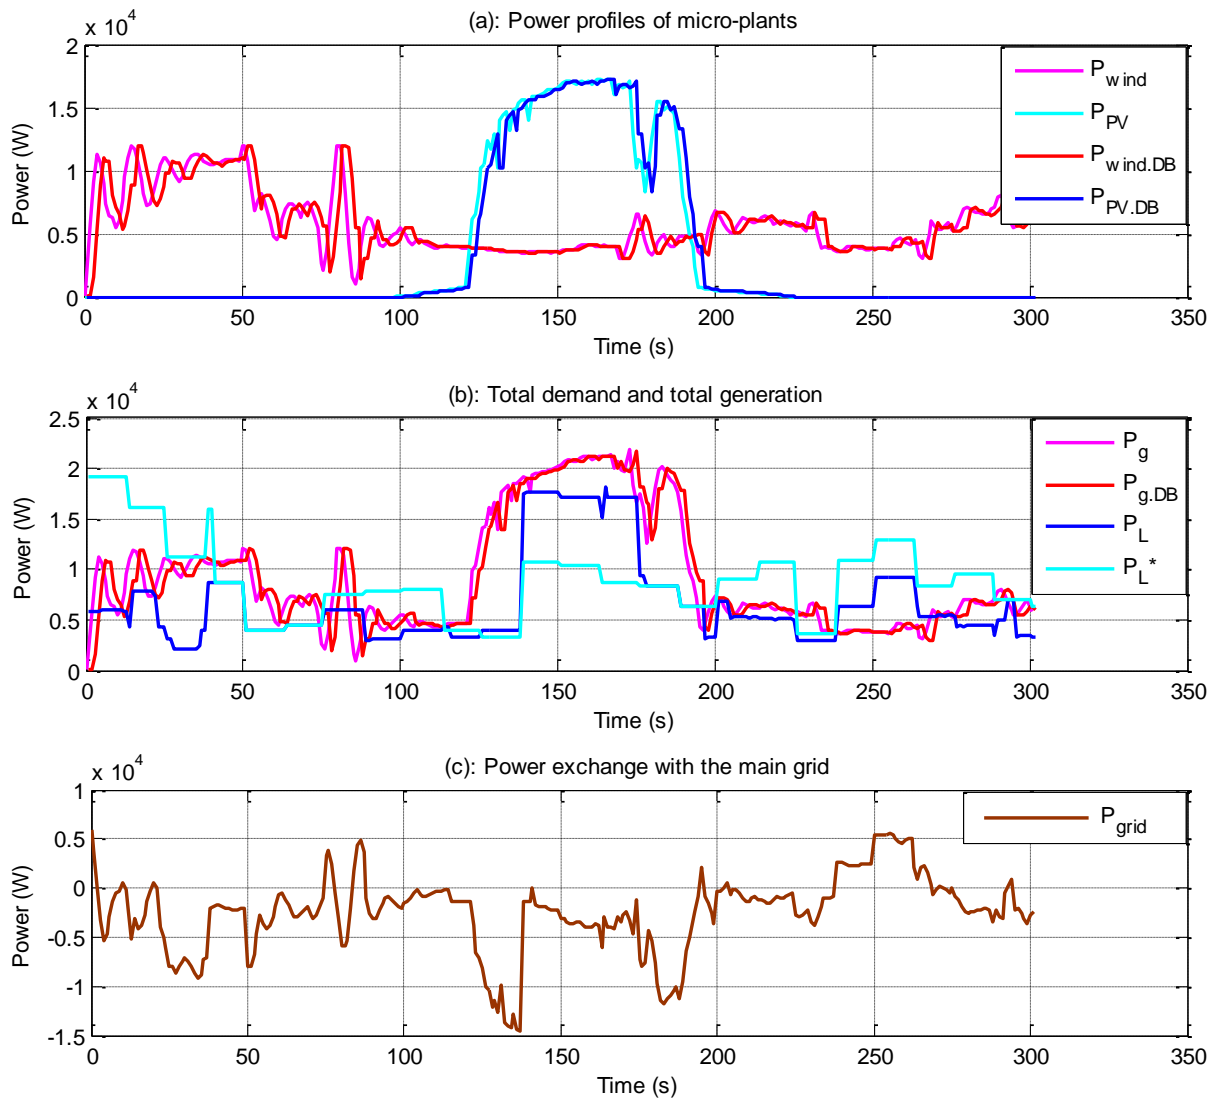 (a): Power profiles of micro-plants
x 10^4
Power (W)
2
1.5
1
0.5
0
0 50 100 150 200 250 300 350
Time (s)
P_wind
P_PV
P_wind.DB
P_PV.DB
(b): Total demand and total generation
x 10^4
Power (W)
2.5
2
1.5
1
0.5
0
0 50 100 150 200 250 300 350
Time (s)
P_g
P_g.DB
P_L
P_L*
(c): Power exchange with the main grid
x 10^4
Power (W)
1
0.5
0
-0.5
-1
-1.5
0 50 100 150 200 250 300 350
Time (s)
P_grid